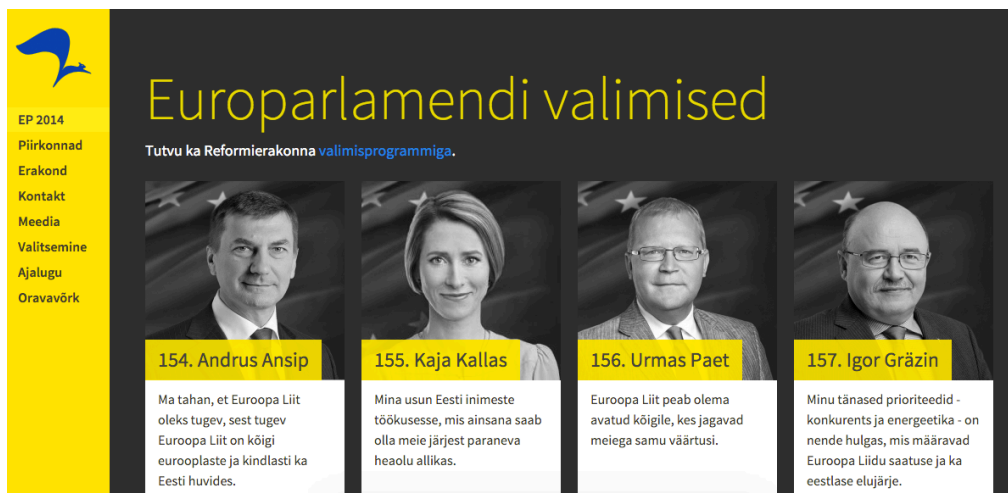 EP 2014
Piirkonnad
Erakond
Kontakt
Meedia
Valitsemine
Ajalugu
Oravavõrk
Europarlamendi valimised
Tutvu ka Reformierakonna valimisprogrammiga.
154. Andrus Ansip
Ma tahan, et Euroopa Liit
oleks tugev, sest tugev
Euroopa Liit on kõigi
eurooplaste ja kindlasti ka
Eesti huvides.
155. Kaja Kallas
Mina usun Eesti inimeste
töökusesse, mis ainsana saab
olla meie järjest paraneva
heaolu allikas.
156. Urmas Paet
Euroopa Liit peab olema
avatud kõigile, kes jagavad
meiega samu väärtusi.
157. Igor Gräzin
Minu tänased prioriteedid -
konkurents ja energeetika - on
nende hulgas, mis määravad
Euroopa Liidu saatuse ja ka
eestlase elujärje.